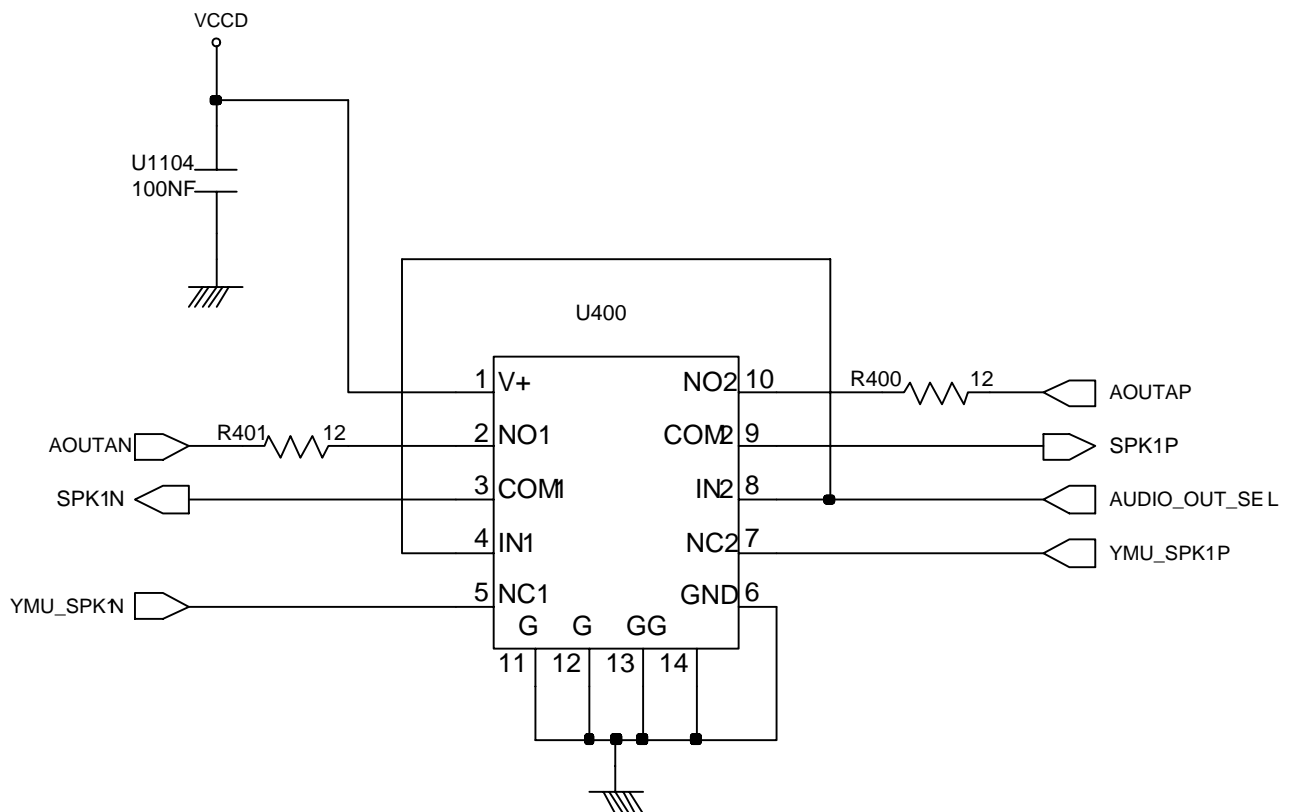 VCCD
U1104
100NF
U400
1 V+
NO2 10
R400 12
AOUTAP
AOUTAN
R401 12
2 NO1
COM2 9
SPK1P
SPK1N
3 COM1
IN2 8
AUDIO_OUT_SEL
4 IN1
NC2 7
YMU_SPK1P
YMU_SPK1N
5 NC1
GND 6
G G GG
11 12 13 14